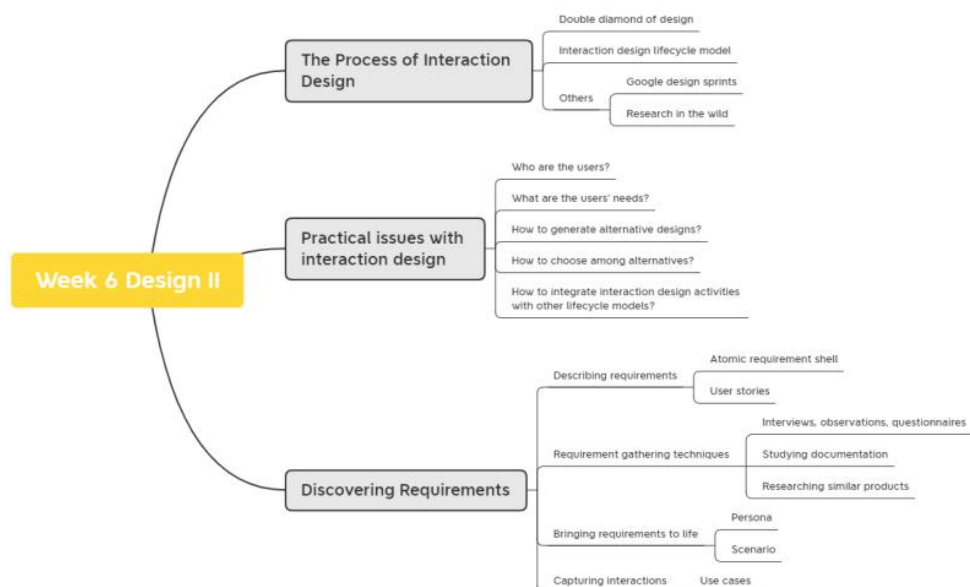 Week 6 Design II
The Process of Interaction
Design
Double diamond of design
Interaction design lifecycle model
Others
Google design sprints
Research in the wild
Practical issues with
interaction design
Who are the users?
What are the users' needs?
How to generate alternative designs?
How to choose among alternatives?
How to integrate interaction design activities
with other lifecycle models?
Discovering Requirements
Describing requirements
Atomic requirement shell
User stories
Requirement gathering techniques
Interviews, observations, questionnaires
Studying documentation
Researching similar products
Bringing requirements to life
Persona
Scenario
Capturing interactions
Use cases